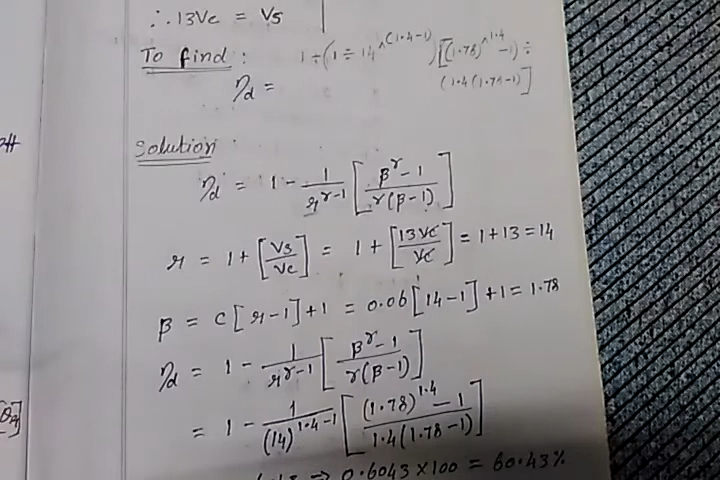 ∴ 13Vc = Vs
To find : 1÷(1÷14^(1.4-1))[(1.78)^1.4 -1)÷
ηd = (1.4(1.78-1)]
Solution
ηd = 1 - 1/r^(γ-1) [ β^γ - 1 / γ(β-1) ]
r = 1 + [Vs/Vc] = 1 + [13Vc/Vc] = 1+13 = 14
β = c[r-1]+1 = 0.06[14-1]+1 = 1.78
ηd = 1 - 1/r^(γ-1) [ β^γ - 1 / γ(β-1) ]
= 1 - 1/(14)^(1.4-1) [ (1.78)^1.4 - 1 / 1.4(1.78-1) ]
⇒ 0.6043 × 100 = 60.43%